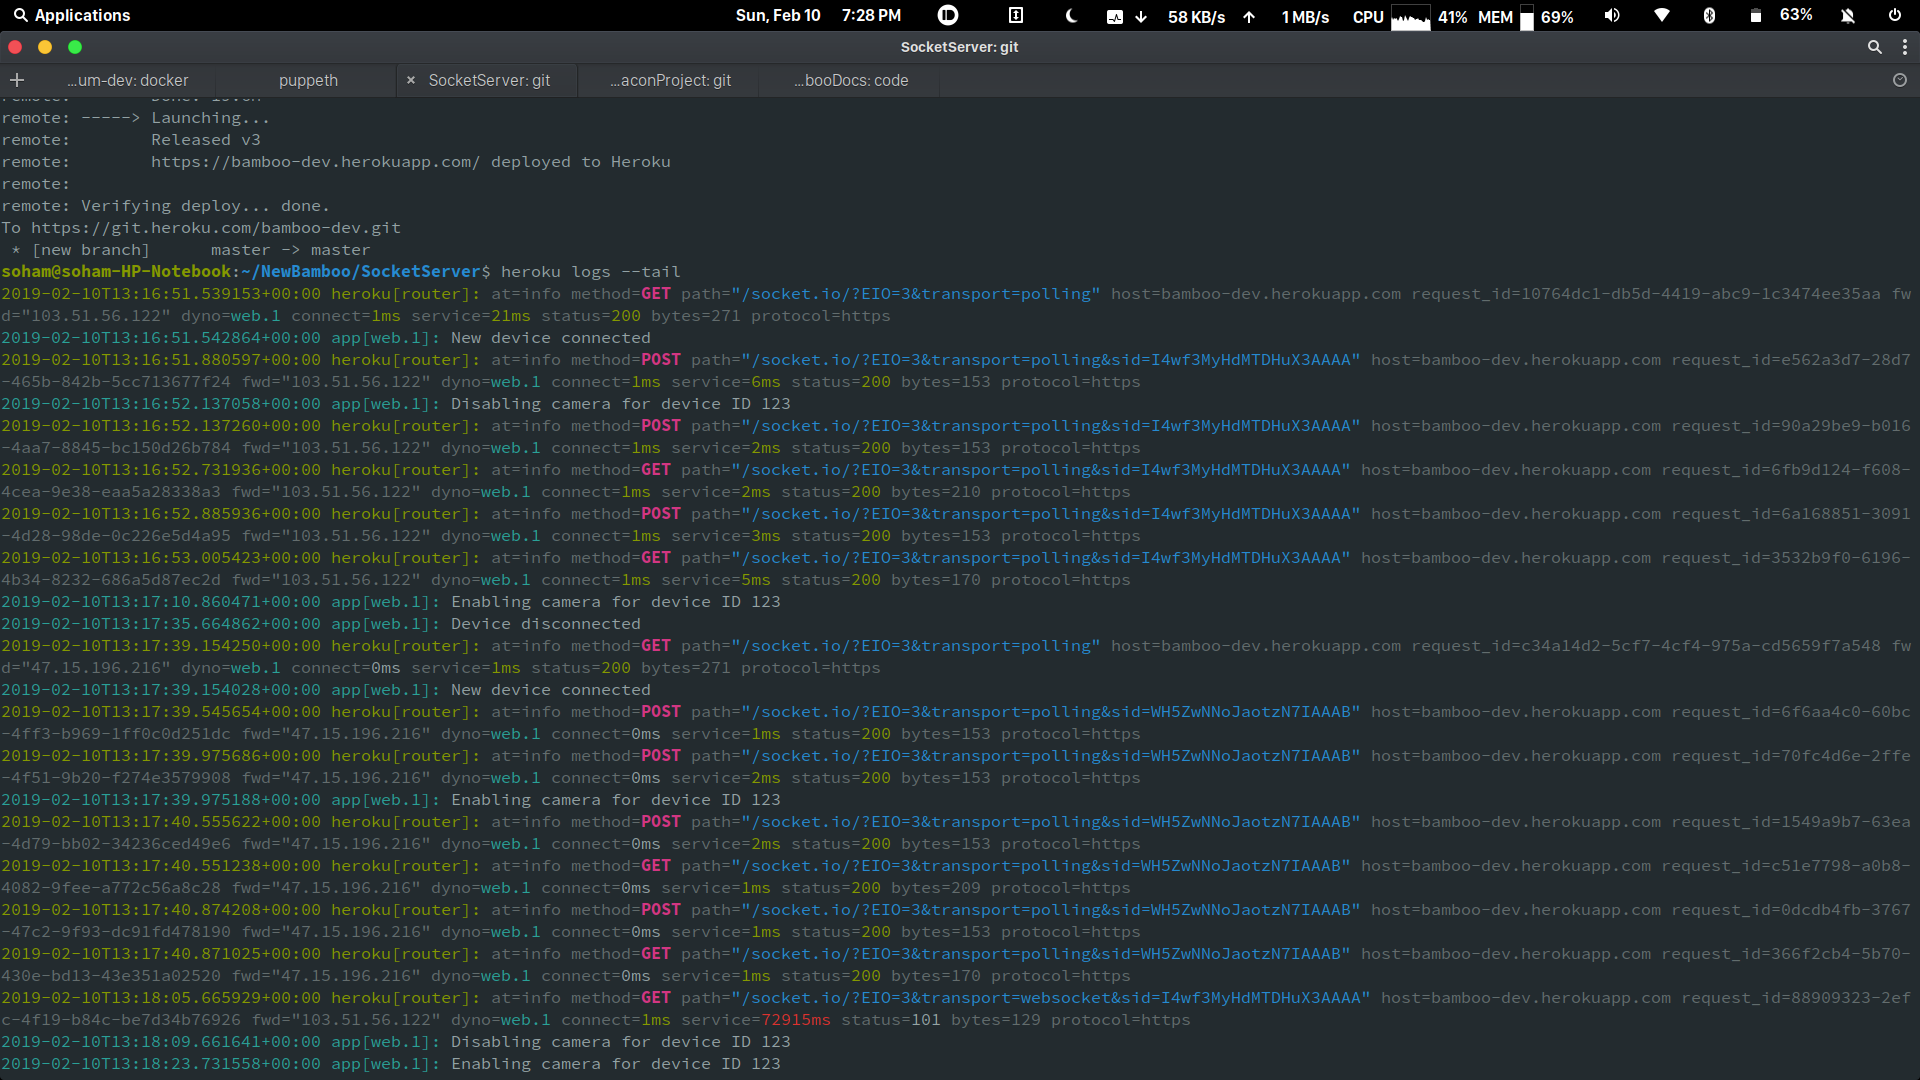 Applications
Sun, Feb 10 7:28 PM 58 KB/s 1 MB/s CPU 41% MEM 69% 63%
SocketServer: git
...um-dev: docker
puppeth
× SocketServer: git
...aconProject: git
...booDocs: code
remote: -----> Launching...
remote: Released v3
remote: https://bamboo-dev.herokuapp.com/ deployed to Heroku
remote:
remote: Verifying deploy... done.
To https://git.heroku.com/bamboo-dev.git
* [new branch] master -> master
soham@soham-HP-Notebook:~/NewBamboo/SocketServer$ heroku logs --tail
2019-02-10T13:16:51.539153+00:00 heroku[router]: at=info method=GET path="/socket.io/?EIO=3&transport=polling" host=bamboo-dev.herokuapp.com request_id=10764dc1-db5d-4419-abc9-1c3474ee35aa fw
d="103.51.56.122" dyno=web.1 connect=1ms service=21ms status=200 bytes=271 protocol=https
2019-02-10T13:16:51.542864+00:00 app[web.1]: New device connected
2019-02-10T13:16:51.880597+00:00 heroku[router]: at=info method=POST path="/socket.io/?EIO=3&transport=polling&sid=I4wf3MyHdMTDHuX3AAAA" host=bamboo-dev.herokuapp.com request_id=e562a3d7-28d7
-465b-842b-5cc713677f24 fwd="103.51.56.122" dyno=web.1 connect=1ms service=6ms status=200 bytes=153 protocol=https
2019-02-10T13:16:52.137058+00:00 app[web.1]: Disabling camera for device ID 123
2019-02-10T13:16:52.137260+00:00 heroku[router]: at=info method=POST path="/socket.io/?EIO=3&transport=polling&sid=I4wf3MyHdMTDHuX3AAAA" host=bamboo-dev.herokuapp.com request_id=90a29be9-b016
-4aa7-8845-bc150d26b784 fwd="103.51.56.122" dyno=web.1 connect=1ms service=2ms status=200 bytes=153 protocol=https
2019-02-10T13:16:52.731936+00:00 heroku[router]: at=info method=GET path="/socket.io/?EIO=3&transport=polling&sid=I4wf3MyHdMTDHuX3AAAA" host=bamboo-dev.herokuapp.com request_id=6fb9d124-f608-
4cea-9e38-eaa5a28338a3 fwd="103.51.56.122" dyno=web.1 connect=1ms service=2ms status=200 bytes=210 protocol=https
2019-02-10T13:16:52.885936+00:00 heroku[router]: at=info method=POST path="/socket.io/?EIO=3&transport=polling&sid=I4wf3MyHdMTDHuX3AAAA" host=bamboo-dev.herokuapp.com request_id=6a168851-3091
-4d28-98de-0c226e5d4a95 fwd="103.51.56.122" dyno=web.1 connect=1ms service=3ms status=200 bytes=153 protocol=https
2019-02-10T13:16:53.005423+00:00 heroku[router]: at=info method=GET path="/socket.io/?EIO=3&transport=polling&sid=I4wf3MyHdMTDHuX3AAAA" host=bamboo-dev.herokuapp.com request_id=3532b9f0-6196-
4b34-8232-686a5d87ec2d fwd="103.51.56.122" dyno=web.1 connect=1ms service=5ms status=200 bytes=170 protocol=https
2019-02-10T13:17:10.860471+00:00 app[web.1]: Enabling camera for device ID 123
2019-02-10T13:17:35.664862+00:00 app[web.1]: Device disconnected
2019-02-10T13:17:39.154250+00:00 heroku[router]: at=info method=GET path="/socket.io/?EIO=3&transport=polling" host=bamboo-dev.herokuapp.com request_id=c34a14d2-5cf7-4cf4-975a-cd5659f7a548 fw
d="47.15.196.216" dyno=web.1 connect=0ms service=1ms status=200 bytes=271 protocol=https
2019-02-10T13:17:39.154028+00:00 app[web.1]: New device connected
2019-02-10T13:17:39.545654+00:00 heroku[router]: at=info method=POST path="/socket.io/?EIO=3&transport=polling&sid=WH5ZwNNoJaotzN7IAAAB" host=bamboo-dev.herokuapp.com request_id=6f6aa4c0-60bc
-4ff3-b969-1ff0c0d251dc fwd="47.15.196.216" dyno=web.1 connect=0ms service=1ms status=200 bytes=153 protocol=https
2019-02-10T13:17:39.975686+00:00 heroku[router]: at=info method=POST path="/socket.io/?EIO=3&transport=polling&sid=WH5ZwNNoJaotzN7IAAAB" host=bamboo-dev.herokuapp.com request_id=70fc4d6e-2ffe
-4f51-9b20-f274e3579908 fwd="47.15.196.216" dyno=web.1 connect=0ms service=2ms status=200 bytes=153 protocol=https
2019-02-10T13:17:39.975188+00:00 app[web.1]: Enabling camera for device ID 123
2019-02-10T13:17:40.555622+00:00 heroku[router]: at=info method=POST path="/socket.io/?EIO=3&transport=polling&sid=WH5ZwNNoJaotzN7IAAAB" host=bamboo-dev.herokuapp.com request_id=1549a9b7-63ea
-4d79-bb02-34236ced49e6 fwd="47.15.196.216" dyno=web.1 connect=0ms service=2ms status=200 bytes=153 protocol=https
2019-02-10T13:17:40.551238+00:00 heroku[router]: at=info method=GET path="/socket.io/?EIO=3&transport=polling&sid=WH5ZwNNoJaotzN7IAAAB" host=bamboo-dev.herokuapp.com request_id=c51e7798-a0b8-
4082-9fee-a772c56a8c28 fwd="47.15.196.216" dyno=web.1 connect=0ms service=1ms status=200 bytes=209 protocol=https
2019-02-10T13:17:40.874208+00:00 heroku[router]: at=info method=POST path="/socket.io/?EIO=3&transport=polling&sid=WH5ZwNNoJaotzN7IAAAB" host=bamboo-dev.herokuapp.com request_id=0dcdb4fb-3767
-47c2-9f93-dc91fd478190 fwd="47.15.196.216" dyno=web.1 connect=0ms service=1ms status=200 bytes=153 protocol=https
2019-02-10T13:17:40.871025+00:00 heroku[router]: at=info method=GET path="/socket.io/?EIO=3&transport=polling&sid=WH5ZwNNoJaotzN7IAAAB" host=bamboo-dev.herokuapp.com request_id=366f2cb4-5b70-
430e-bd13-43e351a02520 fwd="47.15.196.216" dyno=web.1 connect=0ms service=1ms status=200 bytes=170 protocol=https
2019-02-10T13:18:05.665929+00:00 heroku[router]: at=info method=GET path="/socket.io/?EIO=3&transport=websocket&sid=I4wf3MyHdMTDHuX3AAAA" host=bamboo-dev.herokuapp.com request_id=88909323-2ef
c-4f19-b84c-be7d34b76926 fwd="103.51.56.122" dyno=web.1 connect=1ms service=72915ms status=101 bytes=129 protocol=https
2019-02-10T13:18:09.661641+00:00 app[web.1]: Disabling camera for device ID 123
2019-02-10T13:18:23.731558+00:00 app[web.1]: Enabling camera for device ID 123